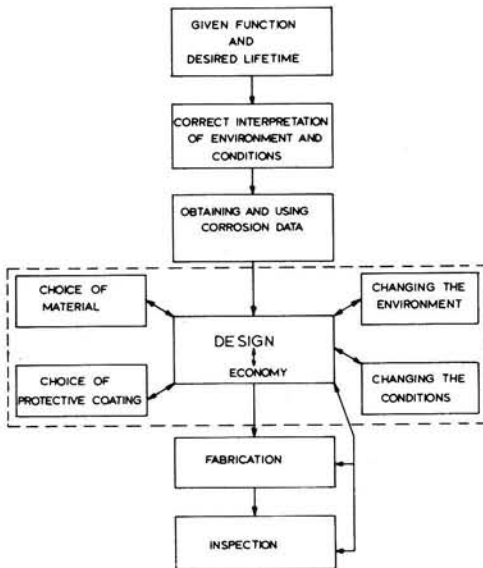 GIVEN FUNCTION
AND
DESIRED LIFETIME
CORRECT INTERPRETATION
OF ENVIRONMENT AND
CONDITIONS
OBTAINING AND USING
CORROSION DATA
CHOICE OF
MATERIAL
CHANGING THE
ENVIRONMENT
DESIGN
ECONOMY
CHOICE OF
PROTECTIVE COATING
CHANGING THE
CONDITIONS
FABRICATION
INSPECTION